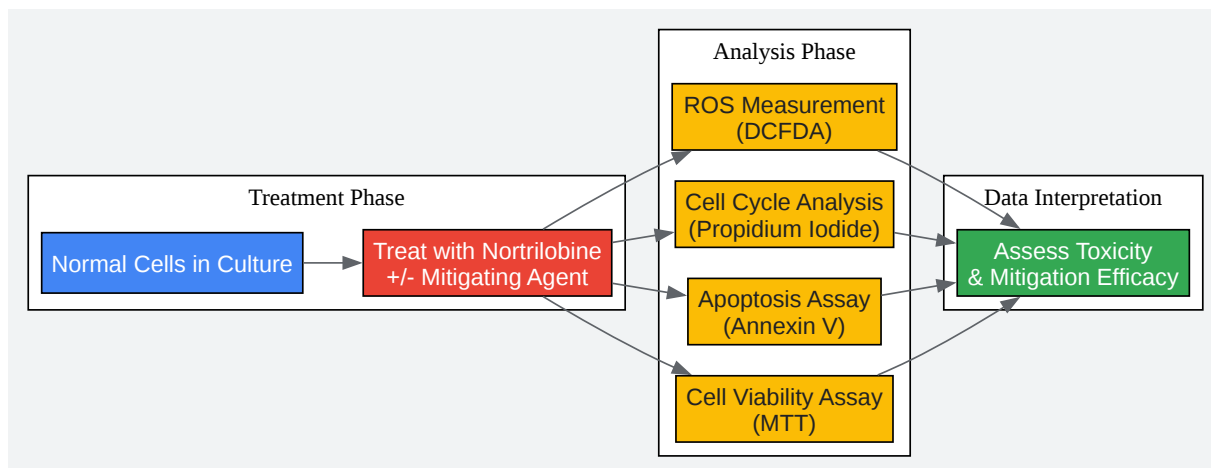 Treatment Phase
Normal Cells in Culture
Treat with Nortrilobine
+/- Mitigating Agent
Analysis Phase
ROS Measurement
(DCFDA)
Cell Cycle Analysis
(Propidium Iodide)
Apoptosis Assay
(Annexin V)
Cell Viability Assay
(MTT)
Data Interpretation
Assess Toxicity
& Mitigation Efficacy